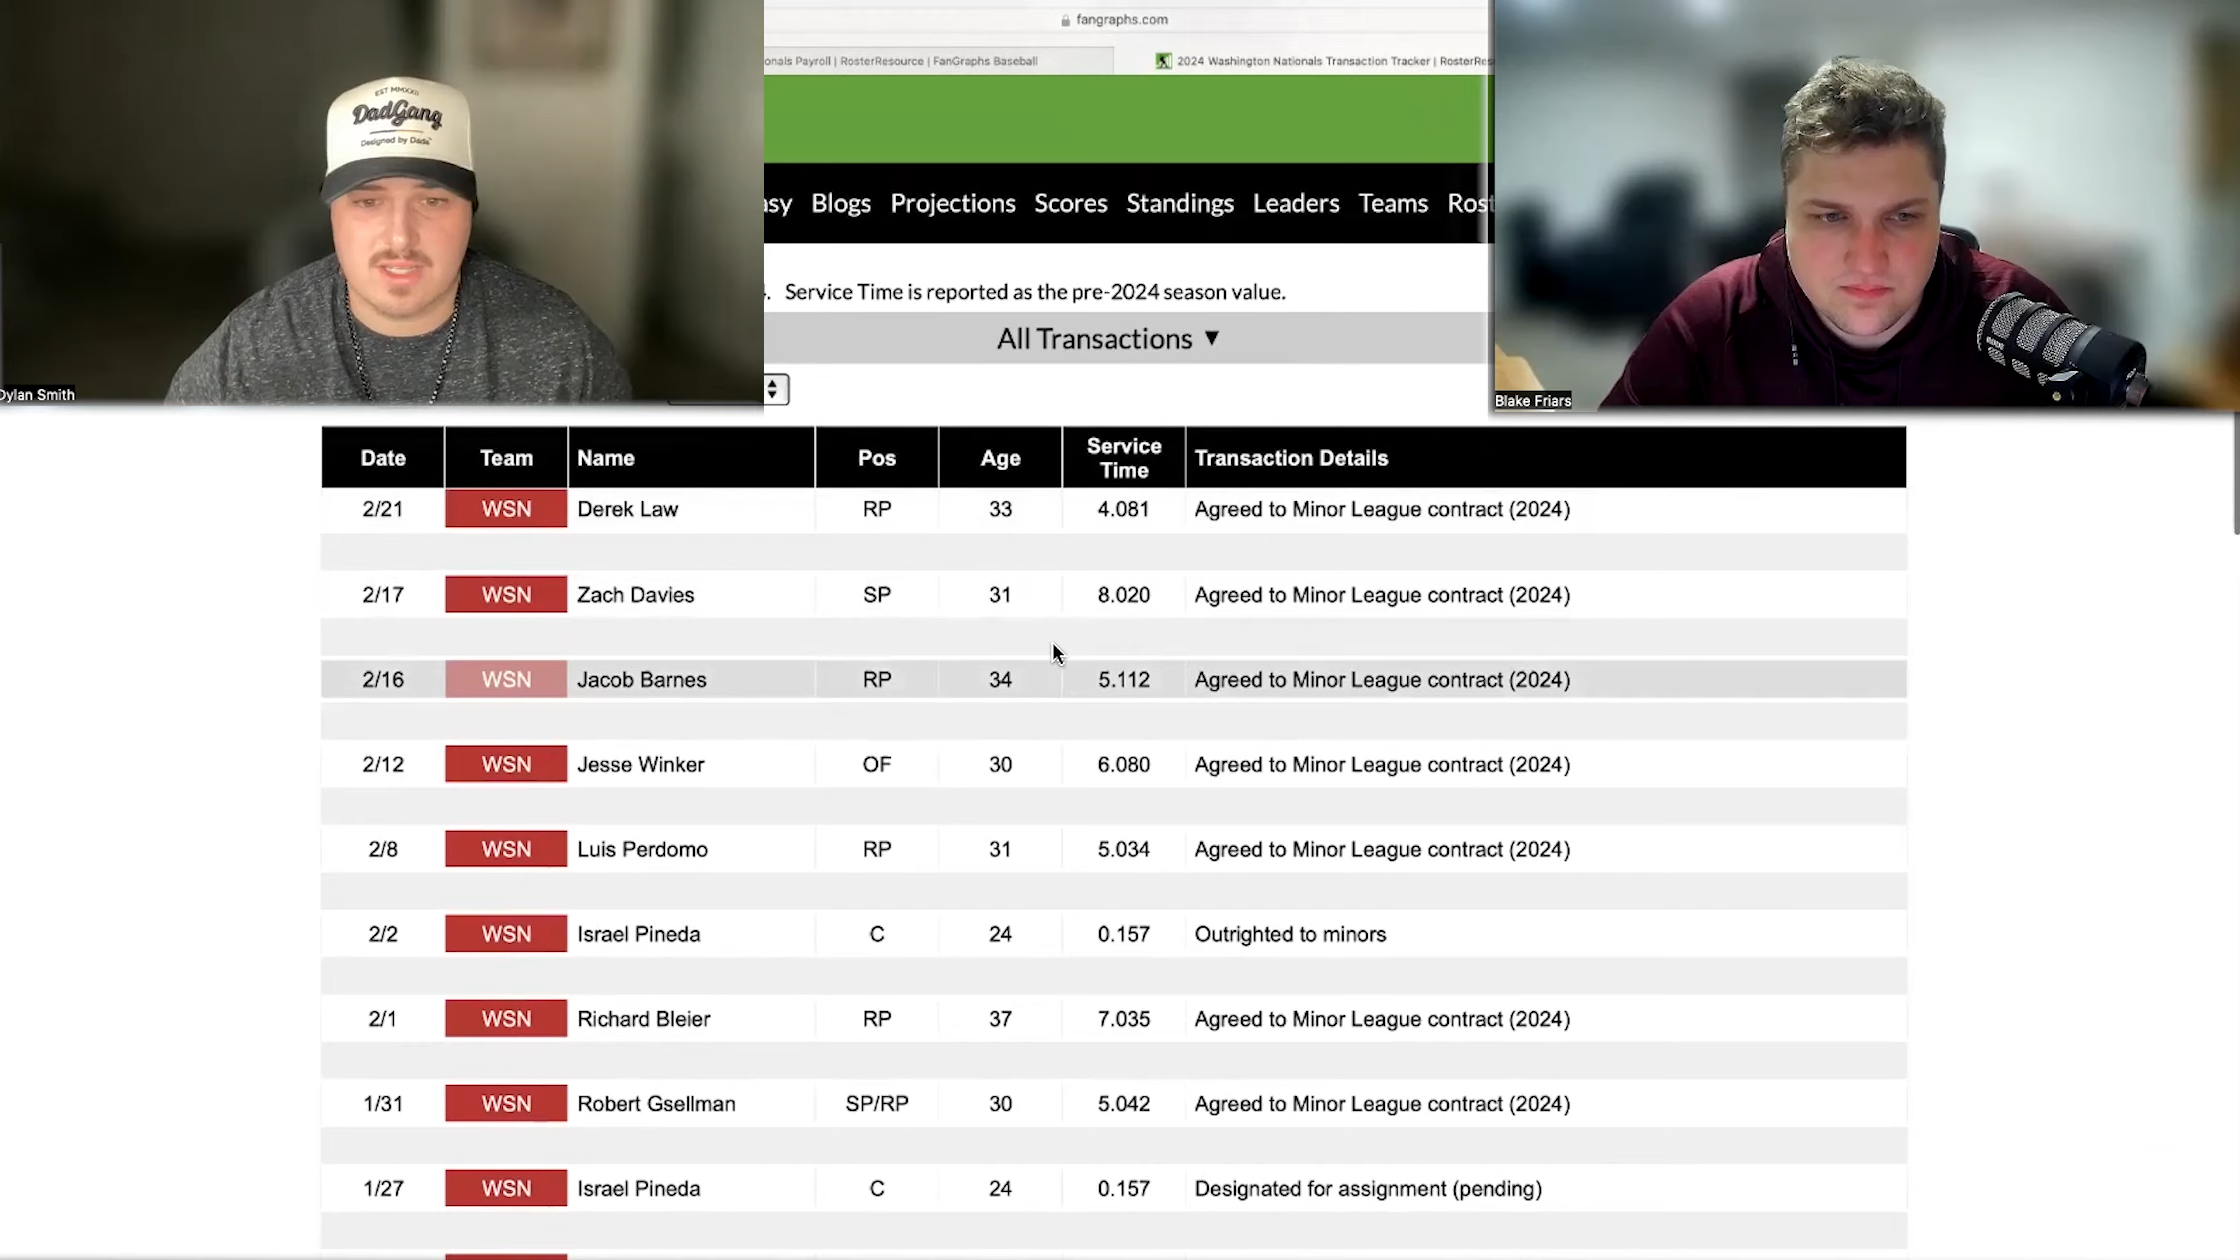 EST MMXXII
DadGang
Designed by Dads
Dylan Smith
fangraphs.com
onals Payroll | RosterResource | FanGraphs Baseball
2024 Washington Nationals Transaction Tracker | RosterRes
asy Blogs Projections Scores Standings Leaders Teams Rost
. Service Time is reported as the pre-2024 season value.
All Transactions ▼
Blake Friars
Date Team Name Pos Age Service Time Transaction Details
2/21 WSN Derek Law RP 33 4.081 Agreed to Minor League contract (2024)
2/17 WSN Zach Davies SP 31 8.020 Agreed to Minor League contract (2024)
2/16 WSN Jacob Barnes RP 34 5.112 Agreed to Minor League contract (2024)
2/12 WSN Jesse Winker OF 30 6.080 Agreed to Minor League contract (2024)
2/8 WSN Luis Perdomo RP 31 5.034 Agreed to Minor League contract (2024)
2/2 WSN Israel Pineda C 24 0.157 Outrighted to minors
2/1 WSN Richard Bleier RP 37 7.035 Agreed to Minor League contract (2024)
1/31 WSN Robert Gsellman SP/RP 30 5.042 Agreed to Minor League contract (2024)
1/27 WSN Israel Pineda C 24 0.157 Designated for assignment (pending)